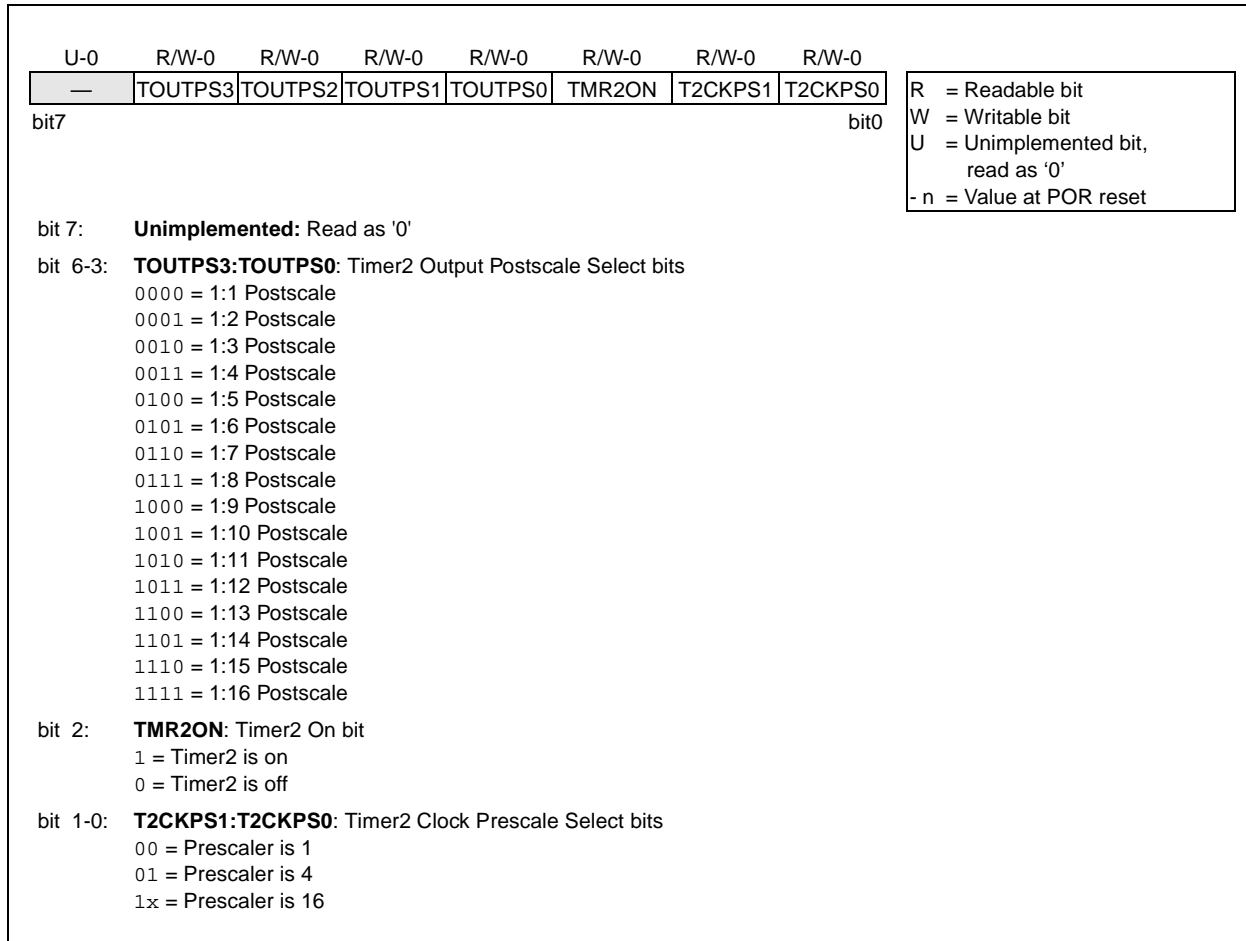 U-0 R/W-0 R/W-0 R/W-0 R/W-0 R/W-0 R/W-0 R/W-0
— TOUTPS3 TOUTPS2 TOUTPS1 TOUTPS0 TMR2ON T2CKPS1 T2CKPS0
bit7 bit0
R = Readable bit
W = Writable bit
U = Unimplemented bit,
read as ‘0’
- n = Value at POR reset
bit 7: Unimplemented: Read as '0'
bit 6-3: TOUTPS3:TOUTPS0: Timer2 Output Postscale Select bits
0000 = 1:1 Postscale
0001 = 1:2 Postscale
0010 = 1:3 Postscale
0011 = 1:4 Postscale
0100 = 1:5 Postscale
0101 = 1:6 Postscale
0110 = 1:7 Postscale
0111 = 1:8 Postscale
1000 = 1:9 Postscale
1001 = 1:10 Postscale
1010 = 1:11 Postscale
1011 = 1:12 Postscale
1100 = 1:13 Postscale
1101 = 1:14 Postscale
1110 = 1:15 Postscale
1111 = 1:16 Postscale
bit 2: TMR2ON: Timer2 On bit
1 = Timer2 is on
0 = Timer2 is off
bit 1-0: T2CKPS1:T2CKPS0: Timer2 Clock Prescale Select bits
00 = Prescaler is 1
01 = Prescaler is 4
1x = Prescaler is 16